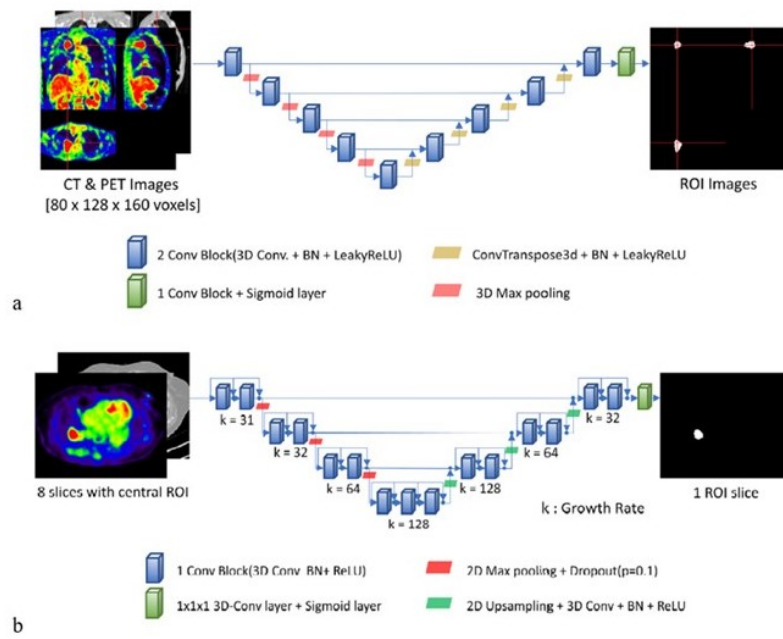 CT & PET Images
[80 x 128 x 160 voxels]
ROI Images
2 Conv Block(3D Conv. + BN + LeakyReLU)
ConvTranspose3d + BN + LeakyReLU
1 Conv Block + Sigmoid layer
3D Max pooling
a
k = 31
k = 32
k = 32
k = 64
k = 64
k = 128
k = 128
8 slices with central ROI
k : Growth Rate
1 ROI slice
1 Conv Block(3D Conv. BN+ ReLU)
2D Max pooling + Dropout(p=0.1)
1x1x1 3D-Conv layer + Sigmoid layer
2D Upsampling + 3D Conv + BN + ReLU
b